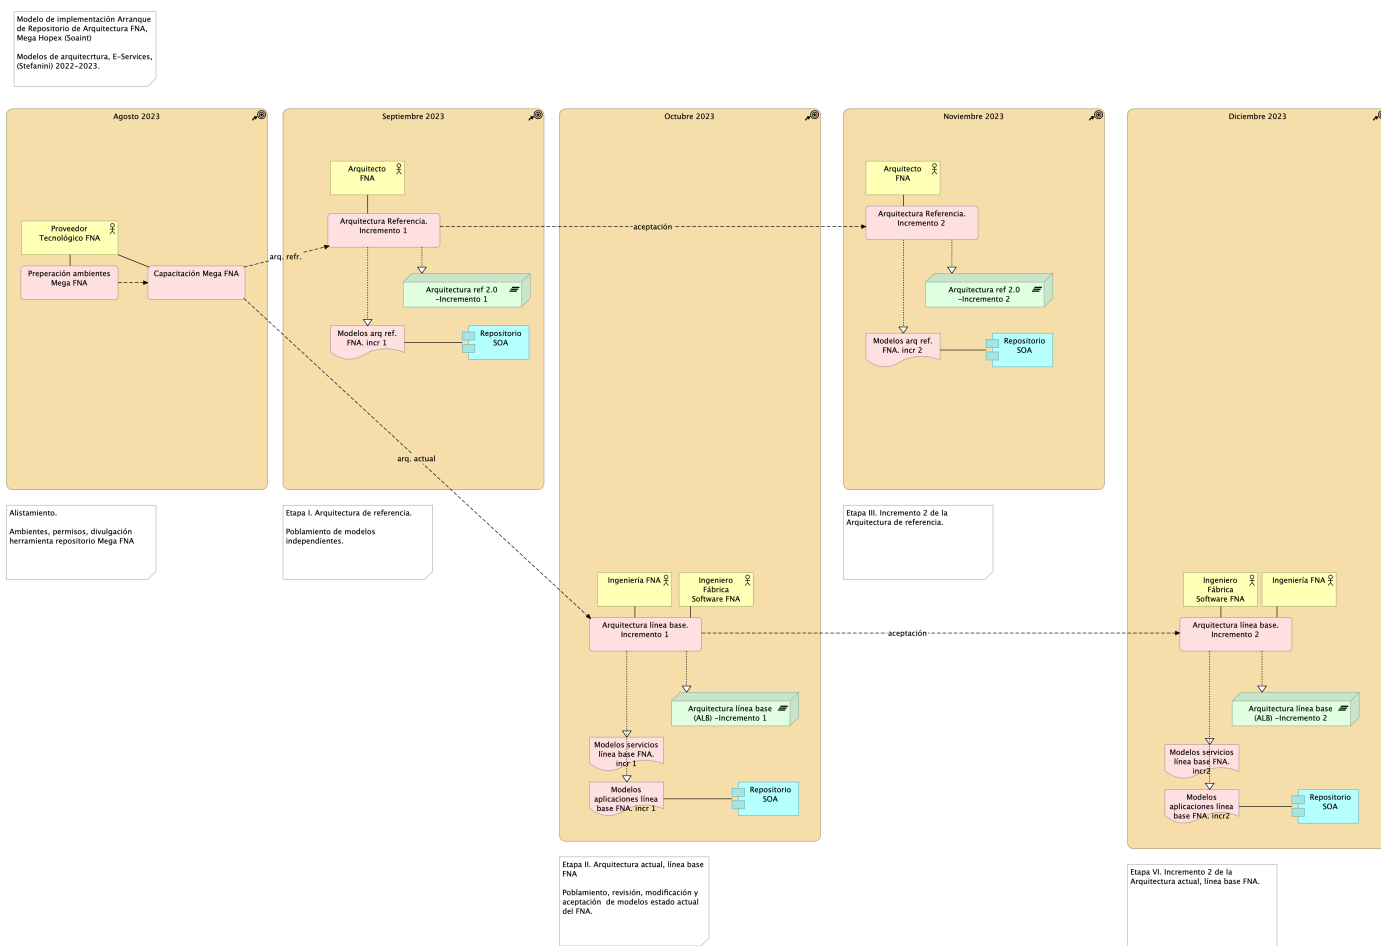 Modelo de implementación Arranque
de Repositorio de Arquitectura FNA,
Mega Hopex (Soaint)
Modelos de arquitecrtura, E-Services,
(Stefanini) 2022-2023.
Agosto 2023
Proveedor
Tecnológico FNA
Preperación ambientes
Mega FNA
Capacitación Mega FNA
arq. refr.
arq. actual
Septiembre 2023
Arquitecto
FNA
Arquitectura Referencia.
Incremento 1
aceptación
Arquitectura ref 2.0
-Incremento 1
Modelos arq ref.
FNA. incr 1
Repositorio
SOA
Octubre 2023
Noviembre 2023
Arquitecto
FNA
Arquitectura Referencia.
Incremento 2
Arquitectura ref 2.0
-Incremento 2
Modelos arq ref.
FNA. incr 2
Repositorio
SOA
Diciembre 2023
Alistamiento.
Ambientes, permisos, divulgación
herramienta repositorio Mega FNA
Etapa I. Arquitectura de referencia.
Poblamiento de modelos
independientes.
Etapa III. Incremento 2 de la
Arquitectura de referencia.
Ingeniería FNA
Ingeniero
Fábrica
Software FNA
Arquitectura línea base.
Incremento 1
aceptación
Arquitectura línea base
(ALB) -Incremento 1
Modelos servicios
línea base FNA.
incr 1
Modelos
aplicaciones línea
base FNA. incr 1
Repositorio
SOA
Ingeniero
Fábrica
Software FNA
Ingeniería FNA
Arquitectura línea base.
Incremento 2
Arquitectura línea base
(ALB) -Incremento 2
Modelos servicios
línea base FNA.
incr2
Modelos
aplicaciones línea
base FNA. incr2
Repositorio
SOA
Etapa II. Arquitectura actual, línea base
FNA
Poblamiento, revisión, modificación y
aceptación  de modelos estado actual
del FNA.
Etapa VI. Incremento 2 de la
Arquitectura actual, línea base FNA.